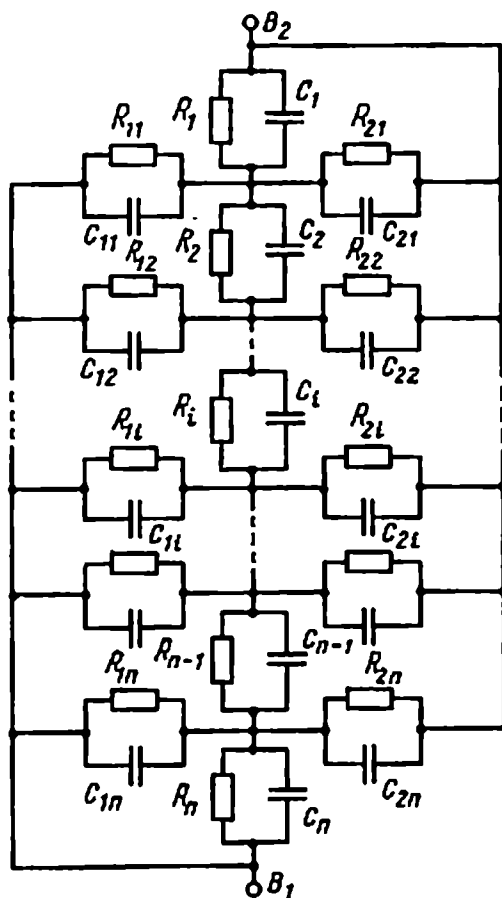 B₂
R₁ C₁
R₁₁ R₂₁
C₁₁ C₂₁
R₁₂ R₂ C₂ R₂₂
C₁₂ C₂₂
Rᵢ Cᵢ
R₁ᵢ R₂ᵢ
C₁ᵢ C₂ᵢ
Rₙ₋₁ Cₙ₋₁
R₁ₙ R₂ₙ
C₁ₙ C₂ₙ
Rₙ Cₙ
B₁